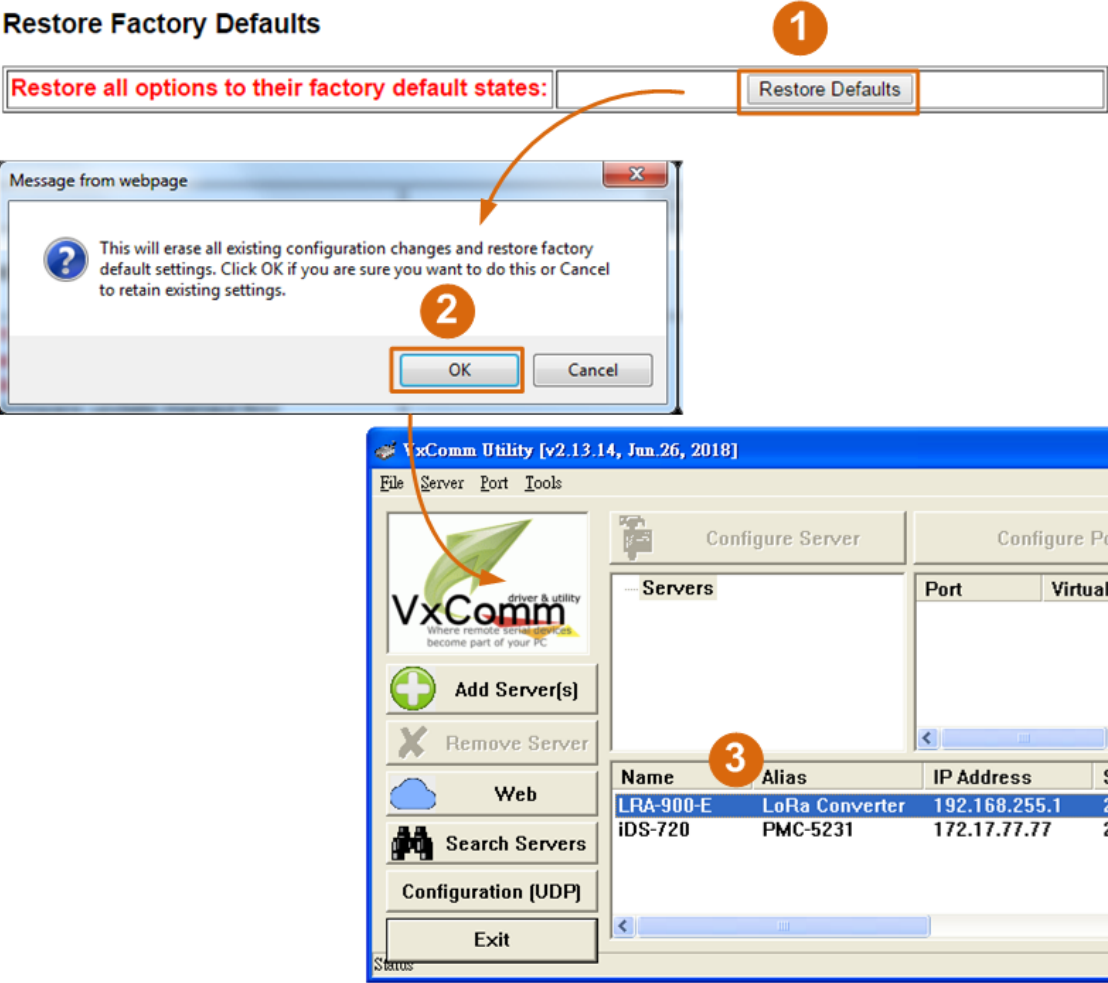 Restore Factory Defaults
1
Restore all options to their factory default states:
Restore Defaults
Message from webpage
This will erase all existing configuration changes and restore factory
default settings. Click OK if you are sure you want to do this or Cancel
to retain existing settings.
2
OK
Cancel
VxComm Utility [v2.13.14, Jun.26, 2018]
File Server Port Tools
Configure Server
Configure
Servers
Port
VxComm
driver & utility
Where remote serial devices
become part of your PC
Add Server(s)
Remove Server
Web
Search Servers
Configuration (UDP)
Exit
Status
3
Name Alias IP Address
LRA-900-E LoRa Converter 192.168.255.1
iDS-720 PMC-5231 172.17.77.77